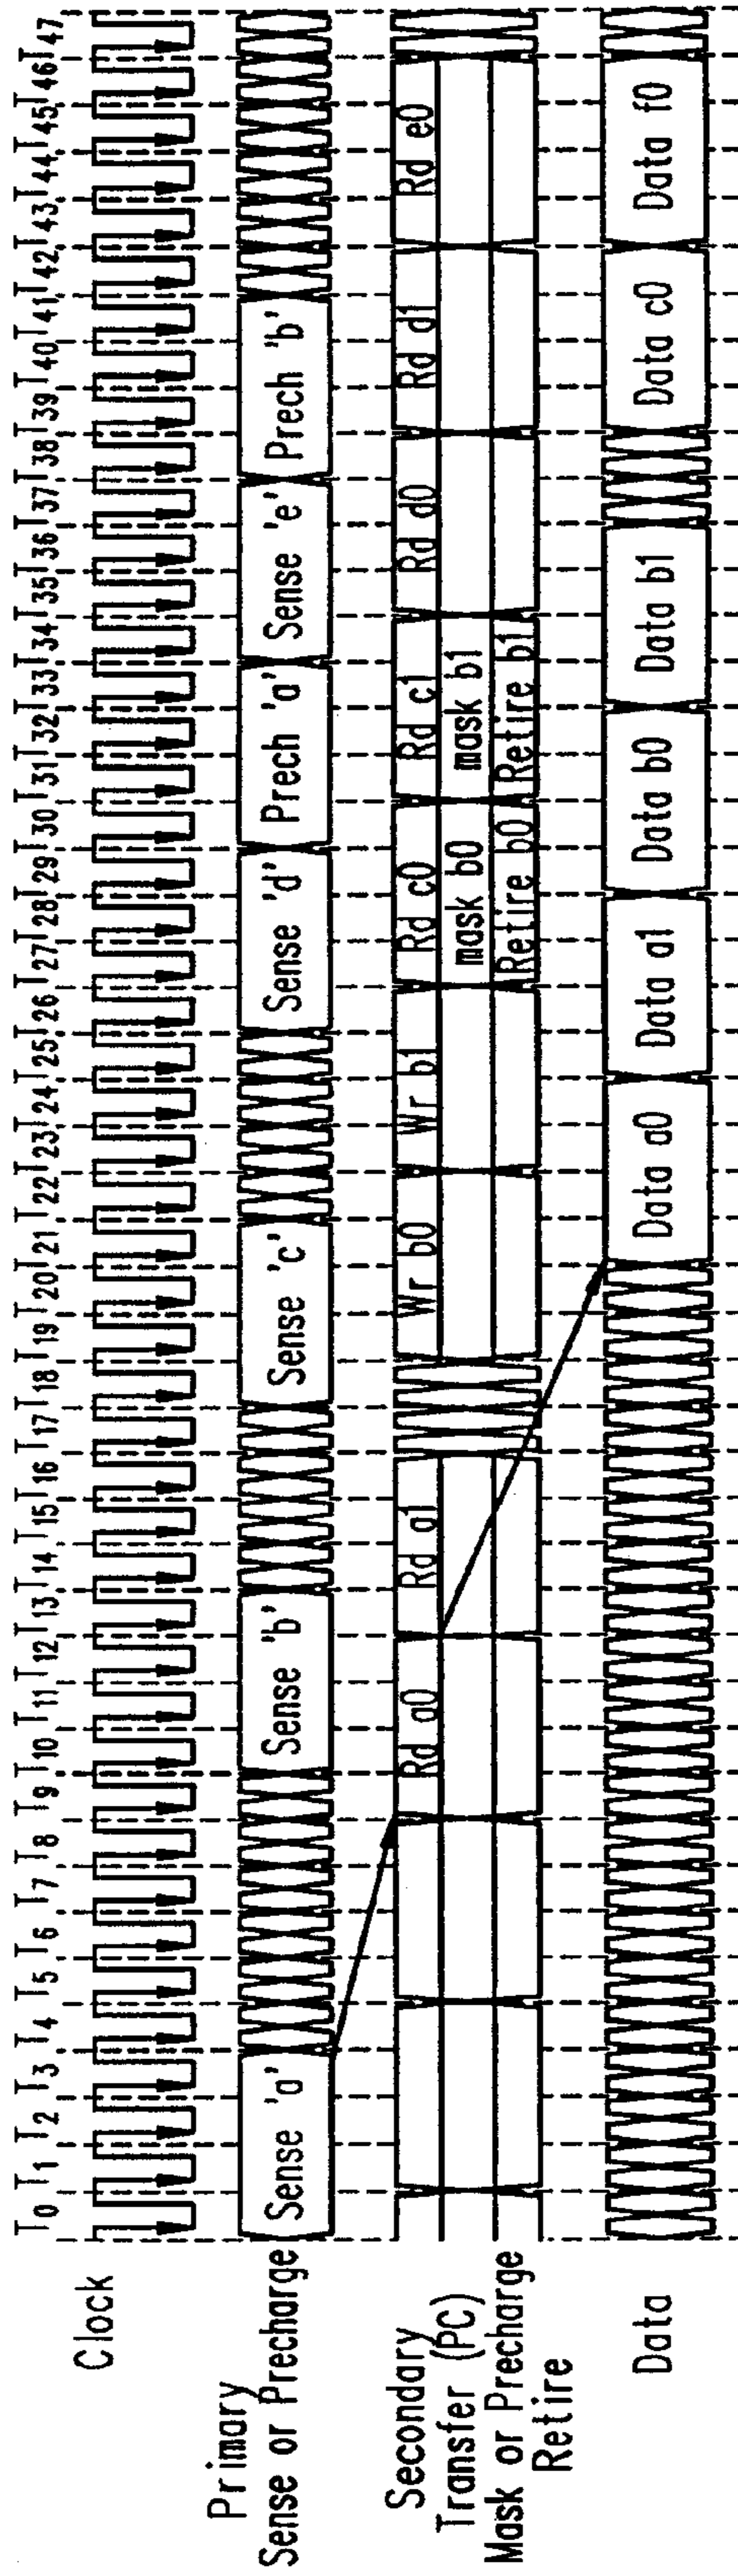 T0 T1 T2 T3 T4 T5 T6 T7 T8 T9 T10 T11 T12 T13 T14 T15 T16 T17 T18 T19 T20 T21 T22 T23 T24 T25 T26 T27 T28 T29 T30 T31 T32 T33 T34 T35 T36 T37 T38 T39 T40 T41 T42 T43 T44 T45 T46 T47
Clock
Primary
Sense or Precharge
Sense 'a' Sense 'b' Sense 'c' Sense 'd' Prech 'a' Sense 'e' Prech 'b'
Secondary
Transfer (PC)
Mask or Precharge
Retire
Rd a0 Rd a1 Wr b0 Wr b1 Rd c0 Rd c1 Rd d0 Rd d1 Rd e0
mask b0 mask b1
Retire b0 Retire b1
Data
Data a0 Data a1 Data b0 Data b1 Data c0 Data f0